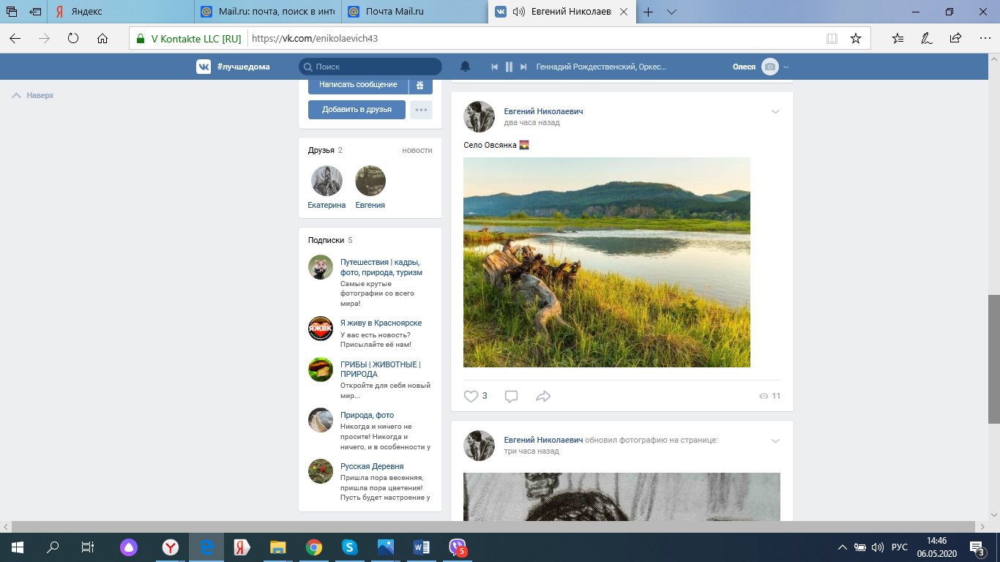 Яндекс
Mail.ru: почта, поиск в инте
Почта Mail.ru
Евгений Николаеви
V Kontakte LLC [RU]
https://vk.com/enikolaevich43
#лучшедома
Поиск
Геннадий Рождественский, Оркес...
Олеся
Наверх
Написать сообщение
Добавить в друзья
Друзья 2
новости
Екатерина
Евгения
Подписки 5
Путешествия | кадры,
фото, природа, туризм
Самые крутые
фотографии со всего
мира!
ЯЖВК
Я живу в Красноярске
У вас есть новость?
Присылайте её нам!
ГРИБЫ | ЖИВОТНЫЕ |
ПРИРОДА
Откройте для себя новый
мир...
Природа, фото
Никогда и ничего не
просите! Никогда и
ничего, и в особенности у
Русская Деревня
Пришла пора весенняя,
пришла пора цветения!
Пусть будет настроение у
Евгений Николаевич
два часа назад
Село Овсянка
3
11
Евгений Николаевич обновил фотографию на странице:
три часа назад
5
РУС
14:46
06.05.2020
3